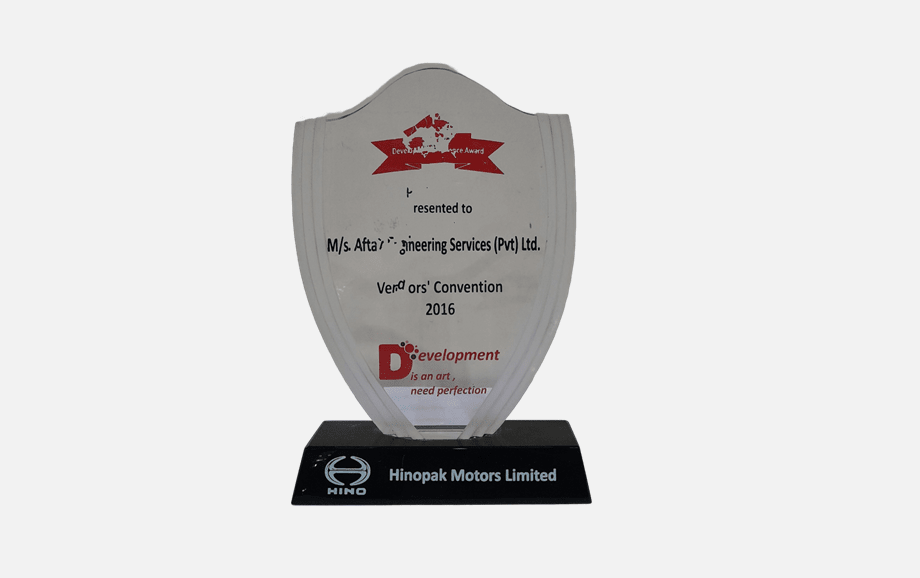 Award
resented to
M/s. Engineering Services (Pvt) Ltd.
Vendors' Convention
2016
Development
is an art ,
need perfection
HINO
Hinopak Motors Limited